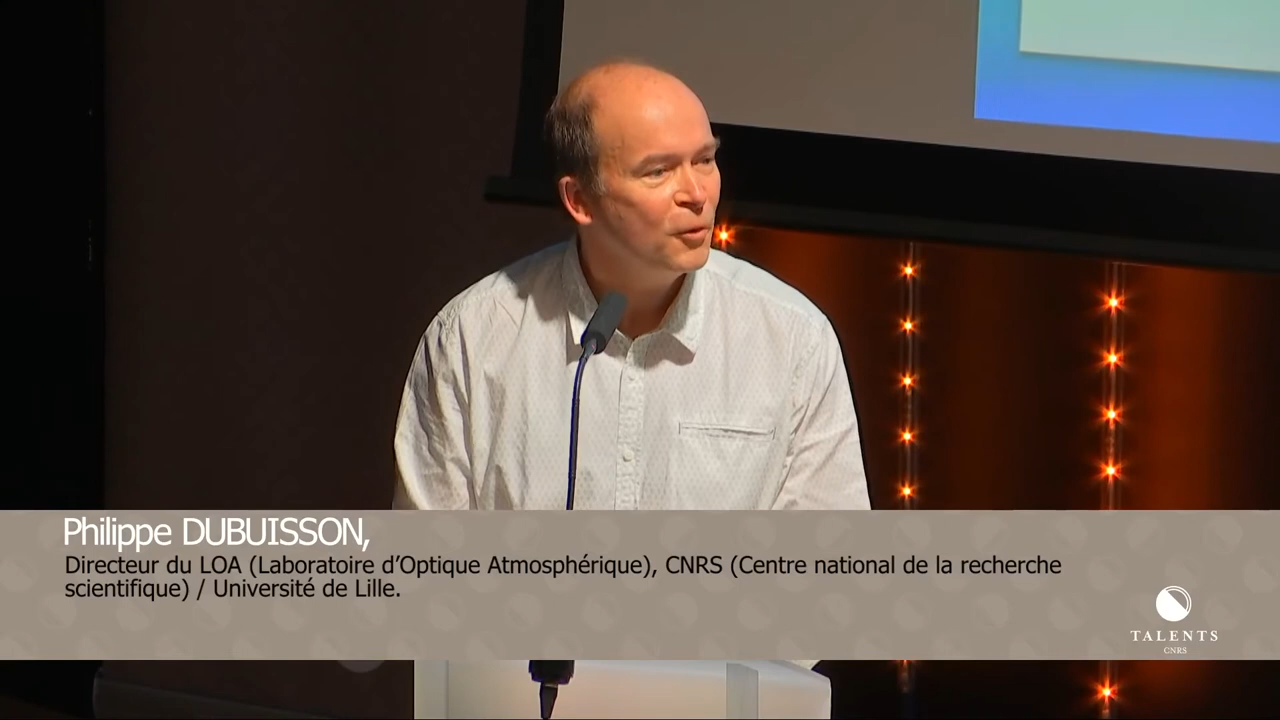 Philippe DUBUISSON,
Directeur du LOA (Laboratoire d'Optique Atmosphérique), CNRS (Centre national de la recherche
scientifique) / Université de Lille.
TALENTS
CNRS